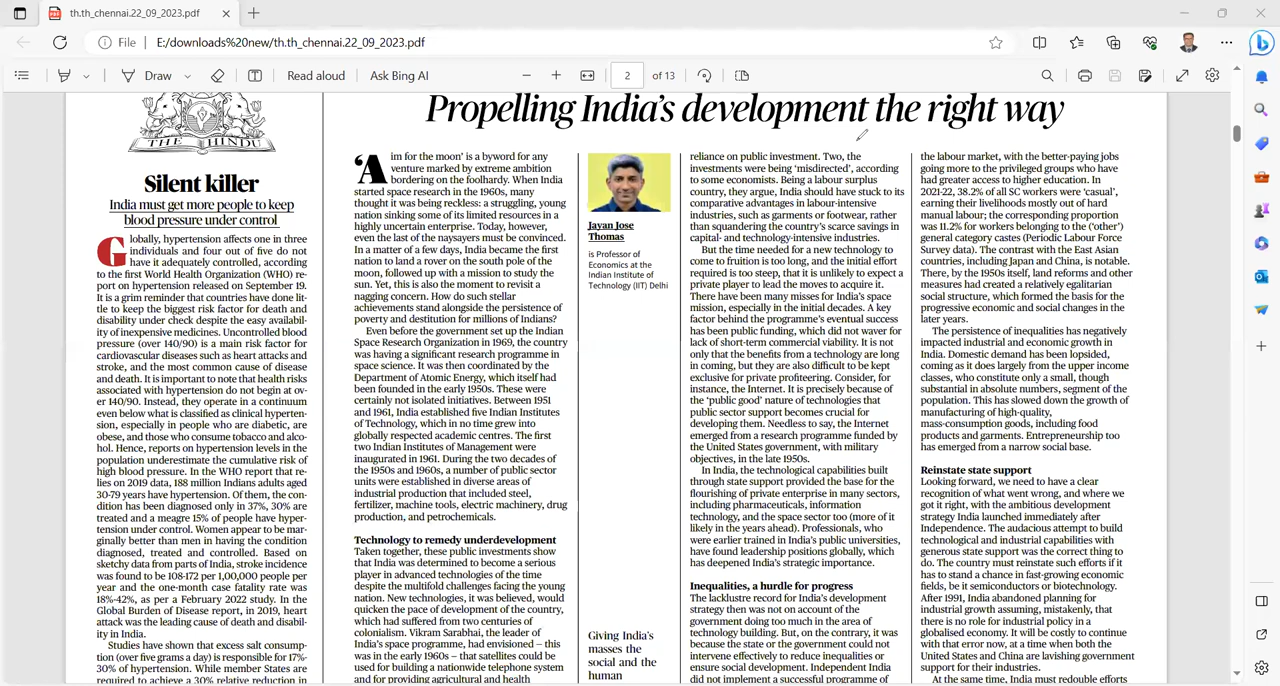 th.th_chennai.22_09_2023.pdf
File
E:/downloads%20new/th.th_chennai.22_09_2023.pdf
Draw
Read aloud
Ask Bing AI
2
of 13
THE HINDU
Silent killer
India must get more people to keep
blood pressure under control
Globally, hypertension affects one in three
individuals and four out of five do not
have it adequately controlled, according
to the first World Health Organization (WHO) re-
port on hypertension released on September 19.
It is a grim reminder that countries have done lit-
tle to keep the biggest risk factor for death and
disability under check despite the easy availabili-
ty of inexpensive medicines. Uncontrolled blood
pressure (over 140/90) is a main risk factor for
cardiovascular diseases such as heart attacks and
stroke, and the most common cause of disease
and death. It is important to note that health risks
associated with hypertension do not begin at ov-
er 140/90. Instead, they operate in a continuum
even below what is classified as clinical hyperten-
sion, especially in people who are diabetic, are
obese, and those who consume tobacco and alco-
hol. Hence, reports on hypertension levels in the
population underestimate the cumulative risk of
high blood pressure. In the WHO report that re-
lies on 2019 data, 188 million Indians adults aged
30-79 years have hypertension. Of them, the con-
dition has been diagnosed only in 37%, 30% are
treated and a meagre 15% of people have hyper-
tension under control. Women appear to be mar-
ginally better than men in having the condition
diagnosed, treated and controlled. Based on
sketchy data from parts of India, stroke incidence
was found to be 108-172 per 1,00,000 people per
year and the one-month case fatality rate was
18%-42%, as per a February 2022 study. In the
Global Burden of Disease report, in 2019, heart
attack was the leading cause of death and disabil-
ity in India.
Studies have shown that excess salt consump-
tion (over five grams a day) is responsible for 17%-
30% of hypertension. While member States are
required to achieve a 30% relative reduction in
Propelling India's development the right way
‘Aim for the moon’ is a byword for any
venture marked by extreme ambition
bordering on the foolhardy. When India
started space research in the 1960s, many
thought it was being reckless: a struggling, young
nation sinking some of its limited resources in a
highly uncertain enterprise. Today, however,
even the last of the naysayers must be convinced.
In a matter of few days, India became the first
nation to land a rover on the south pole of the
moon, followed up with a mission to study the
sun. Yet, this is also the moment to revisit a
nagging concern. How do such stellar
achievements stand alongside the persistence of
poverty and destitution for millions of Indians?
Even before the government set up the Indian
Space Research Organization in 1969, the country
was having a significant research programme in
space science. It was then coordinated by the
Department of Atomic Energy, which itself had
been founded in the early 1950s. These were
certainly not isolated initiatives. Between 1951
and 1961, India established five Indian Institutes
of Technology, which in no time grew into
globally respected academic centres. The first
two Indian Institutes of Management were
inaugurated in 1961. During the two decades of
the 1950s and 1960s, a number of public sector
units were established in diverse areas of
industrial production that included steel,
fertilizer, machine tools, electric machinery, drug
production, and petrochemicals.
Technology to remedy underdevelopment
Taken together, these public investments show
that India was determined to become a serious
player in advanced technologies of the time
despite the multifold challenges facing the young
nation. New technologies, it was believed, would
quicken the pace of development of the country,
which had suffered from two centuries of
colonialism. Vikram Sarabhai, the leader of
India's space programme, had envisioned – this
was in the early 1960s – that satellites could be
used for building a nationwide telephone system
and for providing agricultural and health
Jayan Jose
Thomas
is Professor of
Economics at the
Indian Institute of
Technology (IIT) Delhi
Giving India's
masses the
social and the
human
reliance on public investment. Two, the
investments were being ‘misdirected’, according
to some economists. Being a labour surplus
country, they argue, India should have stuck to its
comparative advantages in labour-intensive
industries, such as garments or footwear, rather
than squandering the country's scarce savings in
capital- and technology-intensive industries.
But the time needed for a new technology to
come to fruition is too long, and the initial effort
required is too steep, that it is unlikely to expect a
private player to lead the moves to acquire it.
There have been many misses for India's space
mission, especially in the initial decades. A key
factor behind the programme's eventual success
has been public funding, which did not waver for
lack of short-term commercial viability. It is not
only that the benefits from a technology are long
in coming, but they are also difficult to be kept
exclusive for private profiteering. Consider, for
instance, the Internet. It is precisely because of
the ‘public good’ nature of technologies that
public sector support becomes crucial for
developing them. Needless to say, the Internet
emerged from a research programme funded by
the United States government, with military
objectives, in the late 1950s.
In India, the technological capabilities built
through state support provided the base for the
flourishing of private enterprise in many sectors,
including pharmaceuticals, information
technology, and the space sector too (more of it
likely in the years ahead). Professionals, who
were earlier trained in India's public universities,
have found leadership positions globally, which
has deepened India's strategic importance.
Inequalities, a hurdle for progress
The lacklustre record for India's development
strategy then was not on account of the
government doing too much in the area of
technology building. But, on the contrary, it was
because the state or the government could not
intervene effectively to reduce inequalities or
ensure social development. Independent India
did not implement a successful programme of
the labour market, with the better-paying jobs
going more to the privileged groups who have
had greater access to higher education. In
2021-22, 38.2% of all SC workers were ‘casual’,
earning their livelihoods mostly out of hard
manual labour; the corresponding proportion
was 11.2% for workers belonging to the (‘other’)
general category castes (Periodic Labour Force
Survey data). The contrast with the East Asian
countries, including Japan and China, is notable.
There, by the 1950s itself, land reforms and other
measures had created a relatively egalitarian
social structure, which formed the basis for the
progressive economic and social changes in the
later years.
The persistence of inequalities has negatively
impacted industrial and economic growth in
India. Domestic demand has been lopsided,
coming as it does largely from the upper income
classes, who constitute only a small, though
substantial in absolute numbers, segment of the
population. This has slowed down the growth of
manufacturing of high-quality,
mass-consumption goods, including food
products and garments. Entrepreneurship too
has emerged from a narrow social base.
Reinstate state support
Looking forward, we need to have a clear
recognition of what went wrong, and where we
got it right, with the ambitious development
strategy India launched immediately after
Independence. The audacious attempt to build
technological and industrial capabilities with
generous state support was the correct thing to
do. The country must reinstate such efforts if it
has to stand a chance in fast-growing economic
fields, be it semiconductors or biotechnology.
After 1991, India abandoned planning for
industrial growth assuming, mistakenly, that
there is no role for industrial policy in a
globalised economy. It will be costly to continue
with that error now, at a time when both the
United States and China are lavishing government
support for their industries.
At the same time, India must redouble efforts